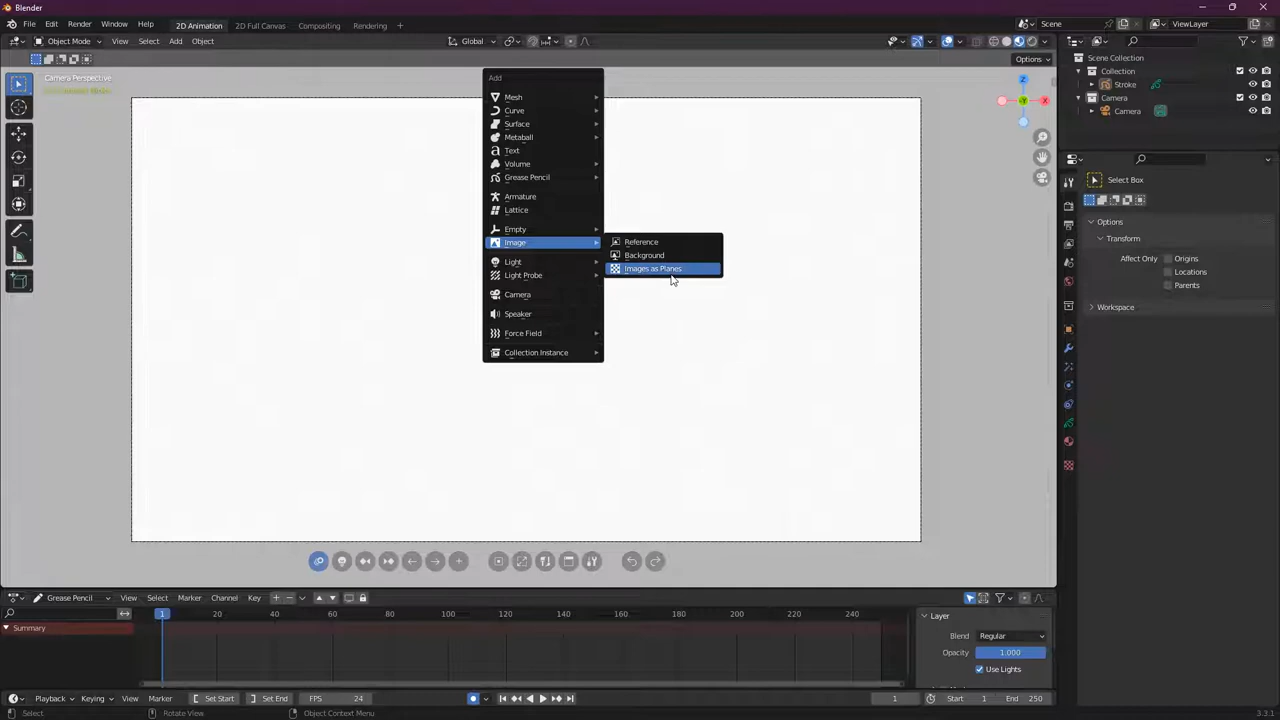 Blender
File Edit Render Window Help 2D Animation 2D Full Canvas Compositing Rendering + Scene ViewLayer
Object Mode View Select Add Object Global
Options
Camera Perspective
Add
Mesh
Curve
Surface
Metaball
Text
Volume
Grease Pencil
Armature
Lattice
Empty
Image
Light
Light Probe
Camera
Speaker
Force Field
Collection Instance
Reference
Background
Images as Planes
Z
X
Y
Scene Collection
Collection
Stroke
Camera
Camera
Select Box
Options
Transform
Affect Only Origins
Locations
Parents
Workspace
Grease Pencil View Select Marker Channel Key
1 20 40 60 80 100 120 140 160 180 200 220 240
Summary
Layer
Blend Regular
Opacity 1.000
Use Lights
Playback Keying View Marker Set Start Set End FPS 24 1 Start 1 End 250
Select Rotate View Object Context Menu 3.3.1